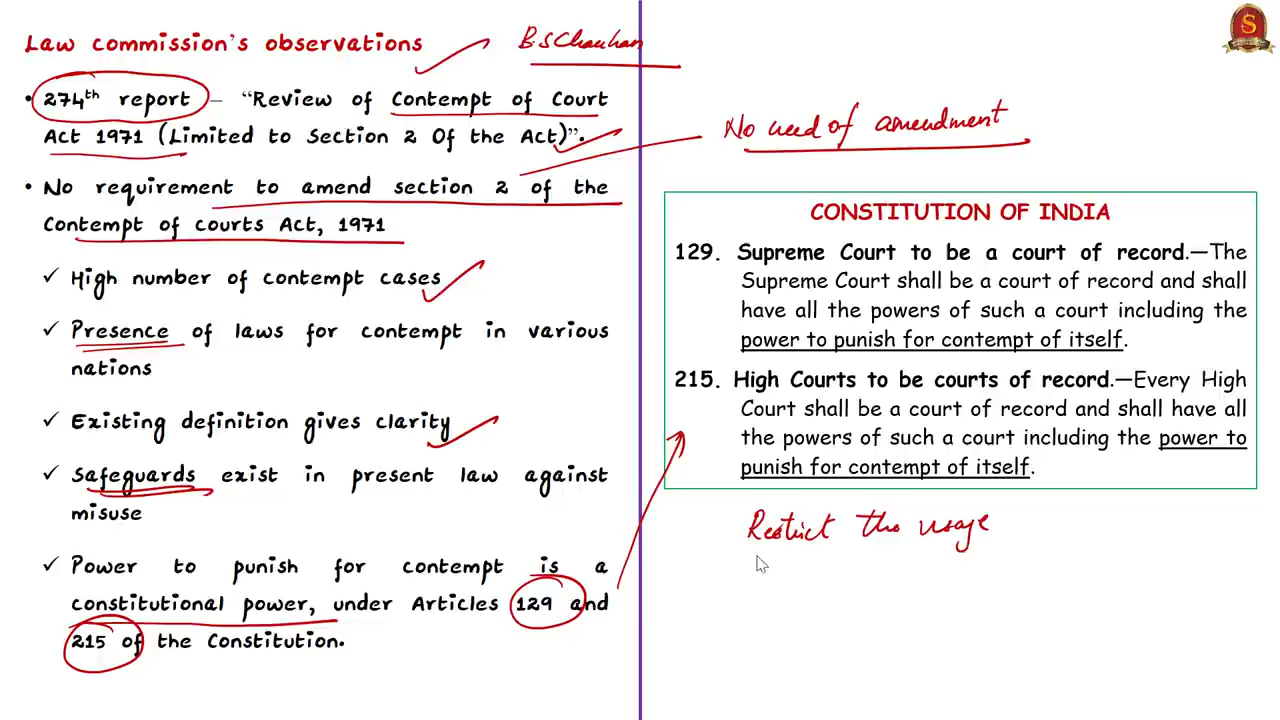 Law commission's observations
B.S Chauhan
• 274th report – “Review of Contempt of Court
Act 1971 (Limited to Section 2 Of the Act)”.
• No requirement to amend section 2 of the
Contempt of courts Act, 1971
✓ High number of contempt cases
✓ Presence of laws for contempt in various
nations
✓ Existing definition gives clarity
✓ Safeguards exist in present law against
misuse
✓ Power to punish for contempt is a
constitutional power, under Articles 129 and
215 of the Constitution.
S
No need of amendment
CONSTITUTION OF INDIA
129. Supreme Court to be a court of record.—The
Supreme Court shall be a court of record and shall
have all the powers of such a court including the
power to punish for contempt of itself.
215. High Courts to be courts of record.—Every High
Court shall be a court of record and shall have all
the powers of such a court including the power to
punish for contempt of itself.
Restrict the usage